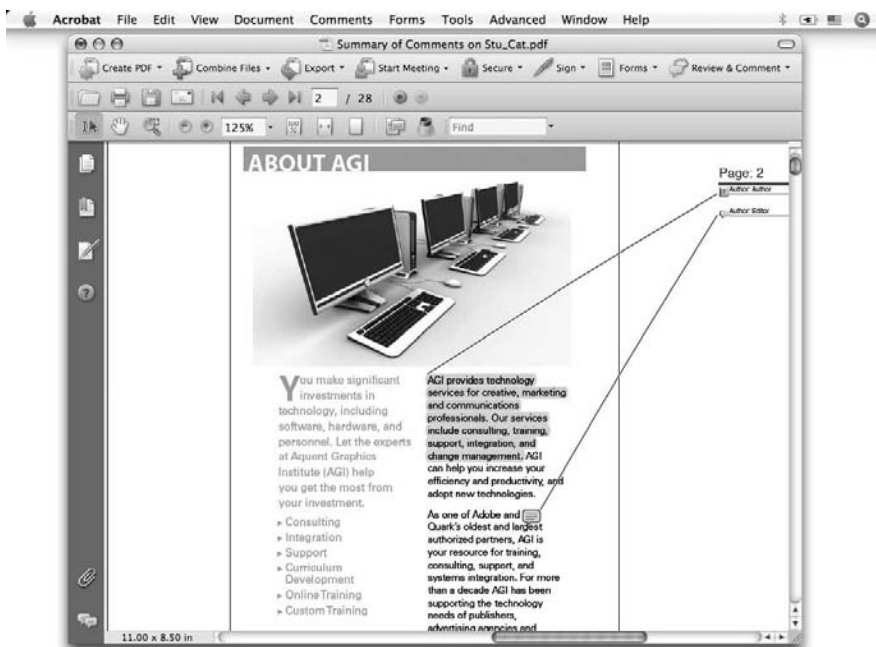 Acrobat File Edit View Document Comments Forms Tools Advanced Window Help
Summary of Comments on Stu_Cat.pdf
Create PDF Combine Files Export Start Meeting Secure Sign Forms Review & Comment
2 / 28
125% Find
ABOUT AGI
Page: 2
Author: Author
Author: Editor
You make significant
investments in
technology, including
software, hardware, and
personnel. Let the experts
at Aquent Graphics
Institute (AGI) help
you get the most from
your investment.
▸ Consulting
▸ Integration
▸ Support
▸ Curriculum
Development
▸ Online Training
▸ Custom Training
AGI provides technology
services for creative, marketing
and communications
professionals. Our services
include consulting, training,
support, integration, and
change management. AGI
can help you increase your
efficiency and productivity, and
adopt new technologies.
As one of Adobe and
Quark's oldest and largest
authorized partners, AGI is
your resource for training,
consulting, support, and
systems integration. For more
than a decade AGI has been
supporting the technology
needs of publishers,
advertising agencies and
11.00 x 8.50 in